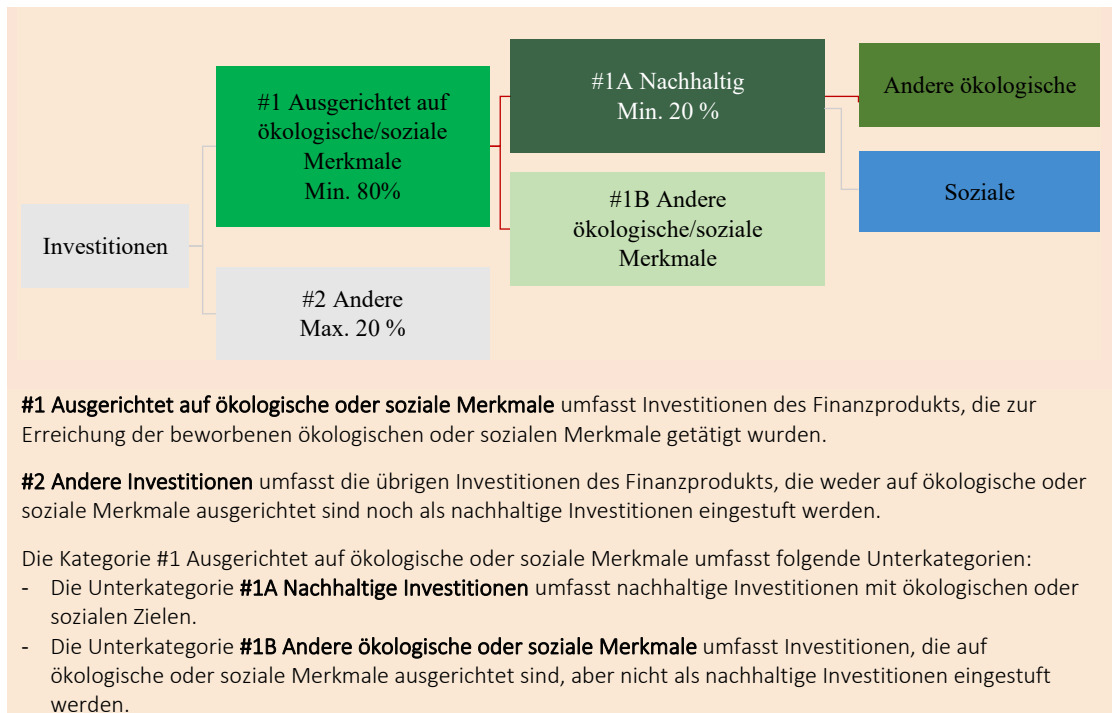 Investitionen
#1 Ausgerichtet auf
ökologische/soziale
Merkmale
Min. 80%
#2 Andere
Max. 20 %
#1A Nachhaltig
Min. 20 %
#1B Andere
ökologische/soziale
Merkmale
Andere ökologische
Soziale
#1 Ausgerichtet auf ökologische oder soziale Merkmale umfasst Investitionen des Finanzprodukts, die zur
Erreichung der beworbenen ökologischen oder sozialen Merkmale getätigt wurden.
#2 Andere Investitionen umfasst die übrigen Investitionen des Finanzprodukts, die weder auf ökologische oder
soziale Merkmale ausgerichtet sind noch als nachhaltige Investitionen eingestuft werden.
Die Kategorie #1 Ausgerichtet auf ökologische oder soziale Merkmale umfasst folgende Unterkategorien:
- Die Unterkategorie #1A Nachhaltige Investitionen umfasst nachhaltige Investitionen mit ökologischen oder
sozialen Zielen.
- Die Unterkategorie #1B Andere ökologische oder soziale Merkmale umfasst Investitionen, die auf
ökologische oder soziale Merkmale ausgerichtet sind, aber nicht als nachhaltige Investitionen eingestuft
werden.